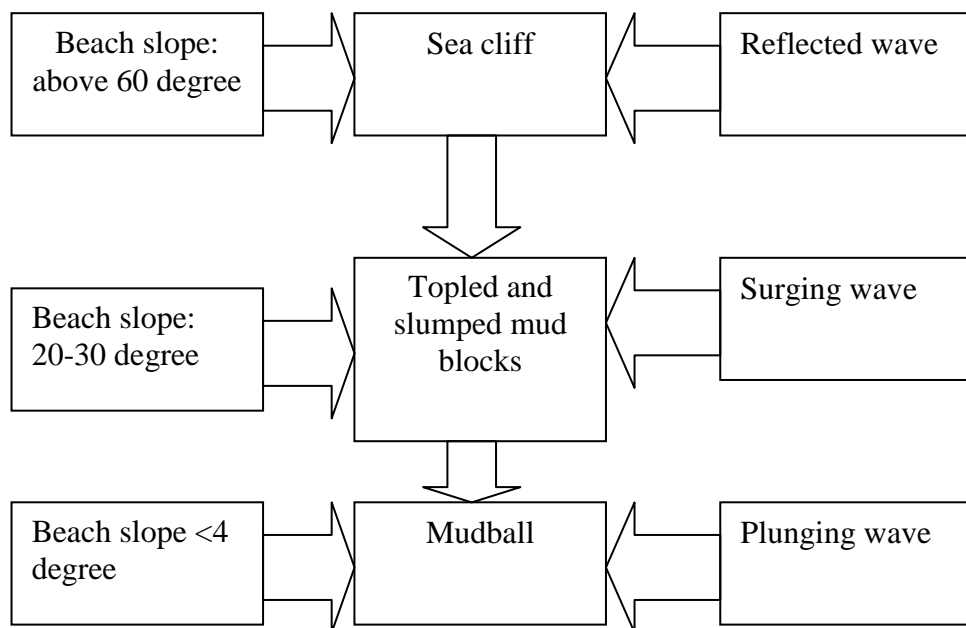 Beach slope:
above 60 degree
Sea cliff
Reflected wave
Beach slope:
20-30 degree
Topled and
slumped mud
blocks
Surging wave
Beach slope <4
degree
Mudball
Plunging wave